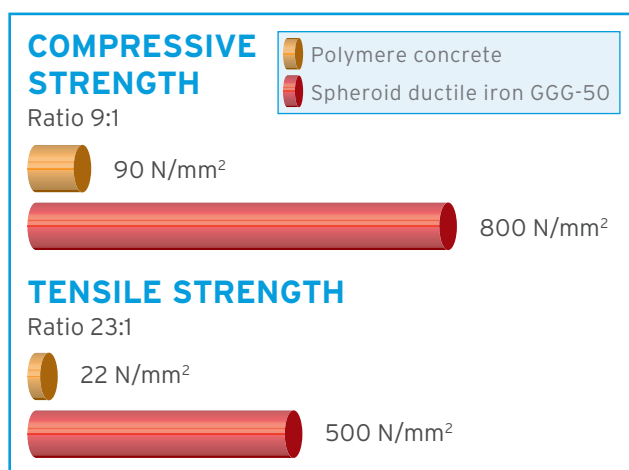 COMPRESSIVE
STRENGTH
Ratio 9:1
Polymere concrete
Spheroid ductile iron GGG-50
90 N/mm²
800 N/mm²
TENSILE STRENGTH
Ratio 23:1
22 N/mm²
500 N/mm²